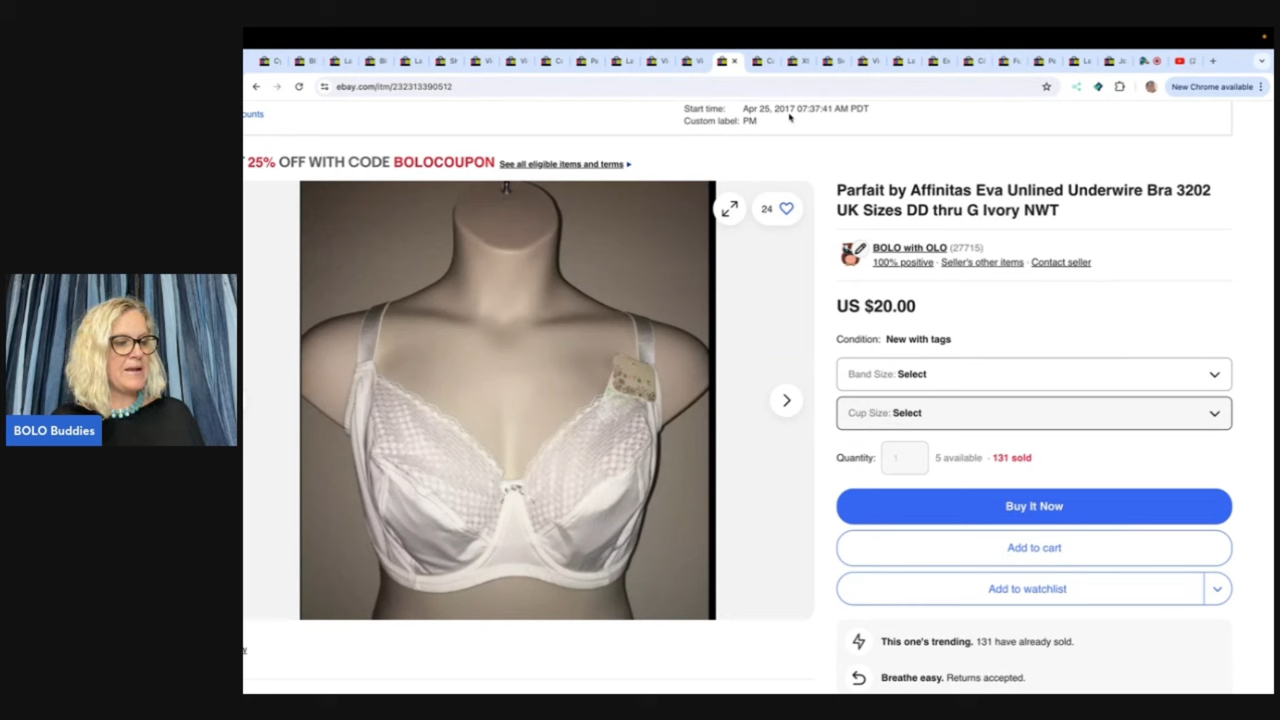 ebay.com/itm/232313390512
New Chrome available
ounts
Start time: Apr 25, 2017 07:37:41 AM PDT
Custom label: PM
25% OFF WITH CODE BOLOCOUPON See all eligible items and terms ▸
24
Parfait by Affinitas Eva Unlined Underwire Bra 3202
UK Sizes DD thru G Ivory NWT
BOLO with OLO (27715)
100% positive · Seller's other items · Contact seller
US $20.00
Condition: New with tags
Band Size: Select
Cup Size: Select
Quantity: 1 5 available · 131 sold
Buy It Now
Add to cart
Add to watchlist
This one's trending. 131 have already sold.
Breathe easy. Returns accepted.
BOLO Buddies